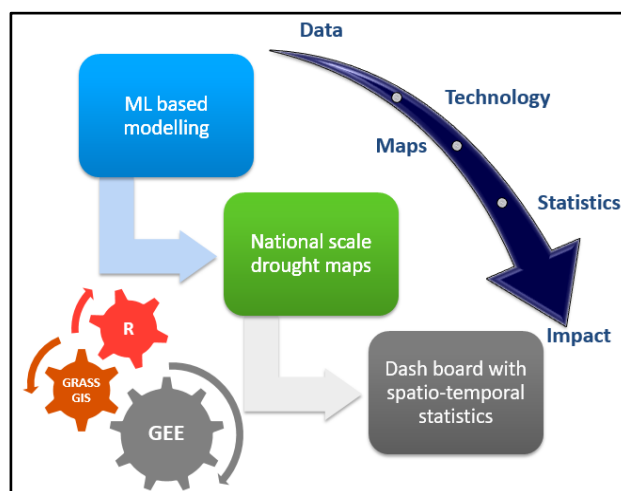 Data
ML based
modelling
Technology
Maps
Statistics
National scale
drought maps
Impact
R
GRASS
GIS
GEE
Dash board with
spatio-temporal
statistics